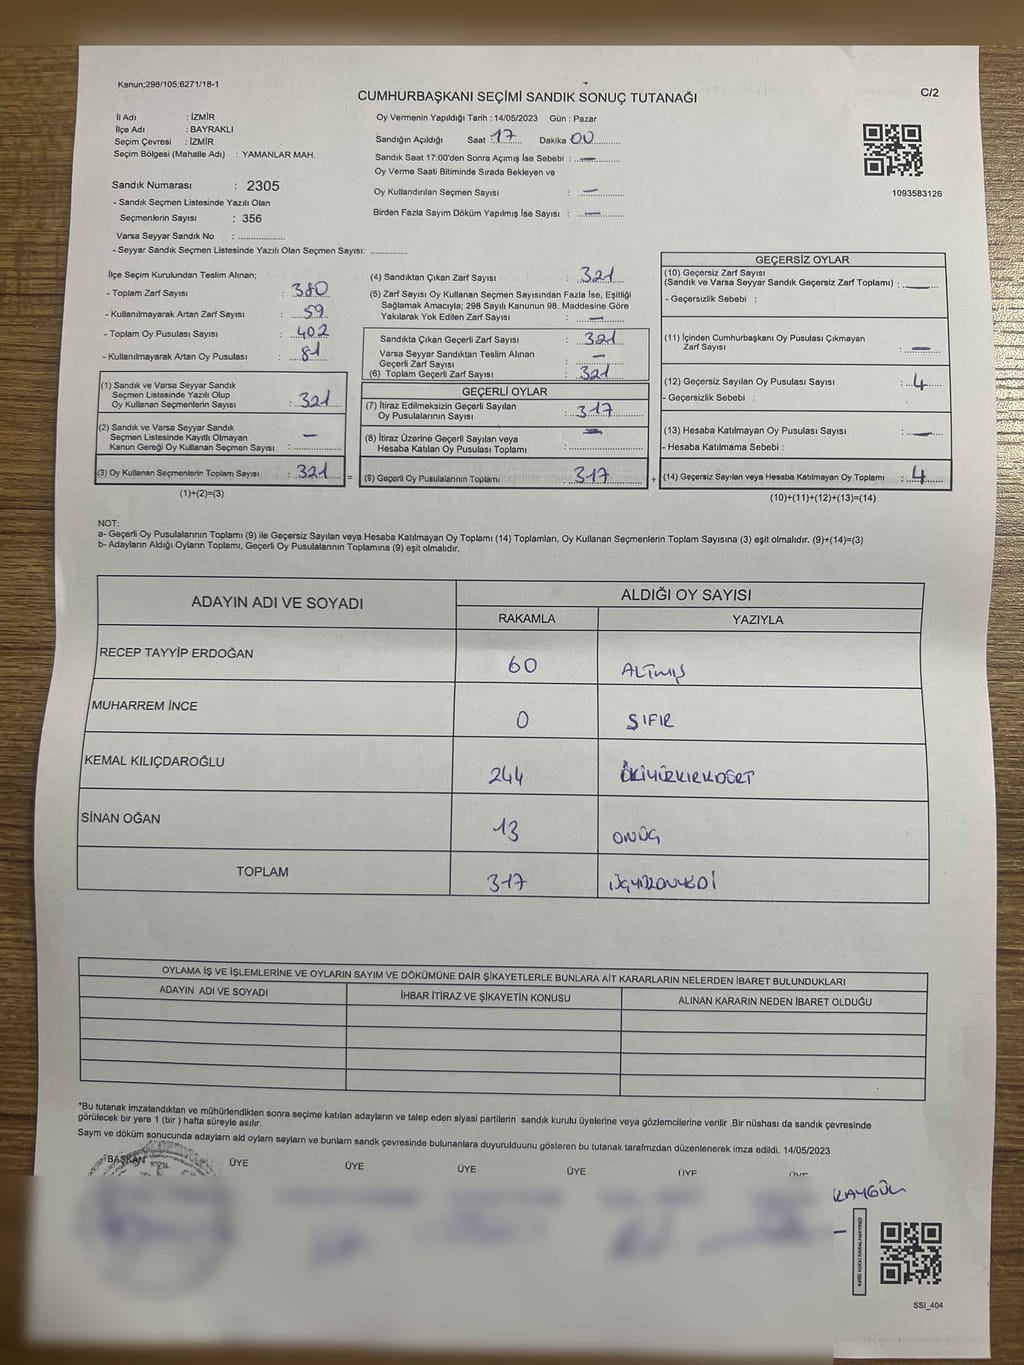 Kanun;298/105;6271/18-1
CUMHURBAŞKANI SEÇİMİ SANDIK SONUÇ TUTANAĞI
C/2
İl Adı : İZMİR
İlçe Adı : BAYRAKLI
Seçim Çevresi : İZMİR
Seçim Bölgesi (Mahalle Adı) : YAMANLAR MAH.
Sandık Numarası : 2305
- Sandık Seçmen Listesinde Yazılı Olan
Seçmenlerin Sayısı : 356
Varsa Seyyar Sandık No : ..............
- Seyyar Sandık Seçmen Listesinde Yazılı Olan Seçmen Sayısı: ..............
Oy Vermenin Yapıldığı Tarih : 14/05/2023 Gün : Pazar
Sandığın Açıldığı Saat : 17 Dakika 00
Sandık Saat 17:00'den Sonra Açımış İse Sebebi : —
Oy Verme Saati Bitiminde Sırada Bekleyen ve
Oy Kullandırılan Seçmen Sayısı : —
Birden Fazla Sayım Döküm Yapılmış İse Sayısı : —
1093583126
İlçe Seçim Kurulundan Teslim Alınan;
- Toplam Zarf Sayısı : 380
- Kullanılmayarak Artan Zarf Sayısı : 59
- Toplam Oy Pusulası Sayısı : 402
- Kullanılmayarak Artan Oy Pusulası : 81
(1) Sandık ve Varsa Seyyar Sandık
Seçmen Listesinde Yazılı Olup
Oy Kullanan Seçmenlerin Sayısı : 321
(2) Sandık ve Varsa Seyyar Sandık
Seçmen Listesinde Kayıtlı Olmayan
Kanun Gereği Oy Kullanan Seçmen Sayısı : —
(3) Oy Kullanan Seçmenlerin Toplam Sayısı : 321 =
(1)+(2)=(3)
(4) Sandıktan Çıkan Zarf Sayısı : 321
(5) Zarf Sayısı Oy Kullanan Seçmen Sayısından Fazla İse, Eşitliği
Sağlamak Amacıyla; 298 Sayılı Kanunun 98. Maddesine Göre
Yakılarak Yok Edilen Zarf Sayısı : —
Sandıkta Çıkan Geçerli Zarf Sayısı : 321
Varsa Seyyar Sandıktan Teslim Alınan
Geçerli Zarf Sayısı : —
(6) Toplam Geçerli Zarf Sayısı : 321
GEÇERLİ OYLAR
(7) İtiraz Edilmeksizin Geçerli Sayılan
Oy Pusulalarının Sayısı : 317
(8) İtiraz Üzerine Geçerli Sayılan veya
Hesaba Katılan Oy Pusulası Toplamı : —
(9) Geçerli Oy Pusulalarının Toplamı : 317 +
GEÇERSİZ OYLAR
(10) Geçersiz Zarf Sayısı
(Sandık ve Varsa Seyyar Sandık Geçersiz Zarf Toplamı) : —
- Geçersizlik Sebebi :
(11) İçinden Cumhurbaşkanı Oy Pusulası Çıkmayan
Zarf Sayısı : —
(12) Geçersiz Sayılan Oy Pusulası Sayısı : 4
- Geçersizlik Sebebi :
(13) Hesaba Katılmayan Oy Pusulası Sayısı : —
- Hesaba Katılmama Sebebi :
(14) Geçersiz Sayılan veya Hesaba Katılmayan Oy Toplamı : 4
(10)+(11)+(12)+(13)=(14)
NOT:
a- Geçerli Oy Pusulalarının Toplamı (9) ile Geçersiz Sayılan veya Hesaba Katılmayan Oy Toplamı (14) Toplamları, Oy Kullanan Seçmenlerin Toplam Sayısına (3) eşit olmalıdır. (9)+(14)=(3)
b- Adayların Aldığı Oyların Toplamı, Geçerli Oy Pusulalarının Toplamına (9) eşit olmalıdır.
ADAYIN ADI VE SOYADI ALDIĞI OY SAYISI
RAKAMLA YAZIYLA
RECEP TAYYİP ERDOĞAN 60 ALTMIŞ
MUHARREM İNCE 0 SIFIR
KEMAL KILIÇDAROĞLU 244 İKİYÜZKIRKDÖRT
SİNAN OĞAN 13 ONÜÇ
TOPLAM 317 ÜÇYÜZONYEDİ
OYLAMA İŞ VE İŞLEMLERİNE VE OYLARIN SAYIM VE DÖKÜMÜNE DAİR ŞİKAYETLERLE BUNLARA AİT KARARLARIN NELERDEN İBARET BULUNDUKLARI
ADAYIN ADI VE SOYADI İHBAR İTİRAZ VE ŞİKAYETİN KONUSU ALINAN KARARIN NEDEN İBARET OLDUĞU
*Bu tutanak imzalandıktan ve mühürlendikten sonra seçime katılan adayların ve talep eden siyasi partilerin sandık kurulu üyelerine veya gözlemcilerine verilir .Bir nüshası da sandık çevresinde
görülecek bir yere 1 (bir ) hafta süreyle asılır.
Sayım ve döküm sonucunda adayların ald oyların sayların ve bunların sandk çevresinde bulunanlara duyurulduunu gösteren bu tutanak tarafmzdan düzenlenerek imza edildi. 14/05/2023
BAŞKAN ÜYE ÜYE ÜYE ÜYE ÜYE ÜYE
KAYGÜL
KARE KODU KARALAMAYINIZ!
SSI_404